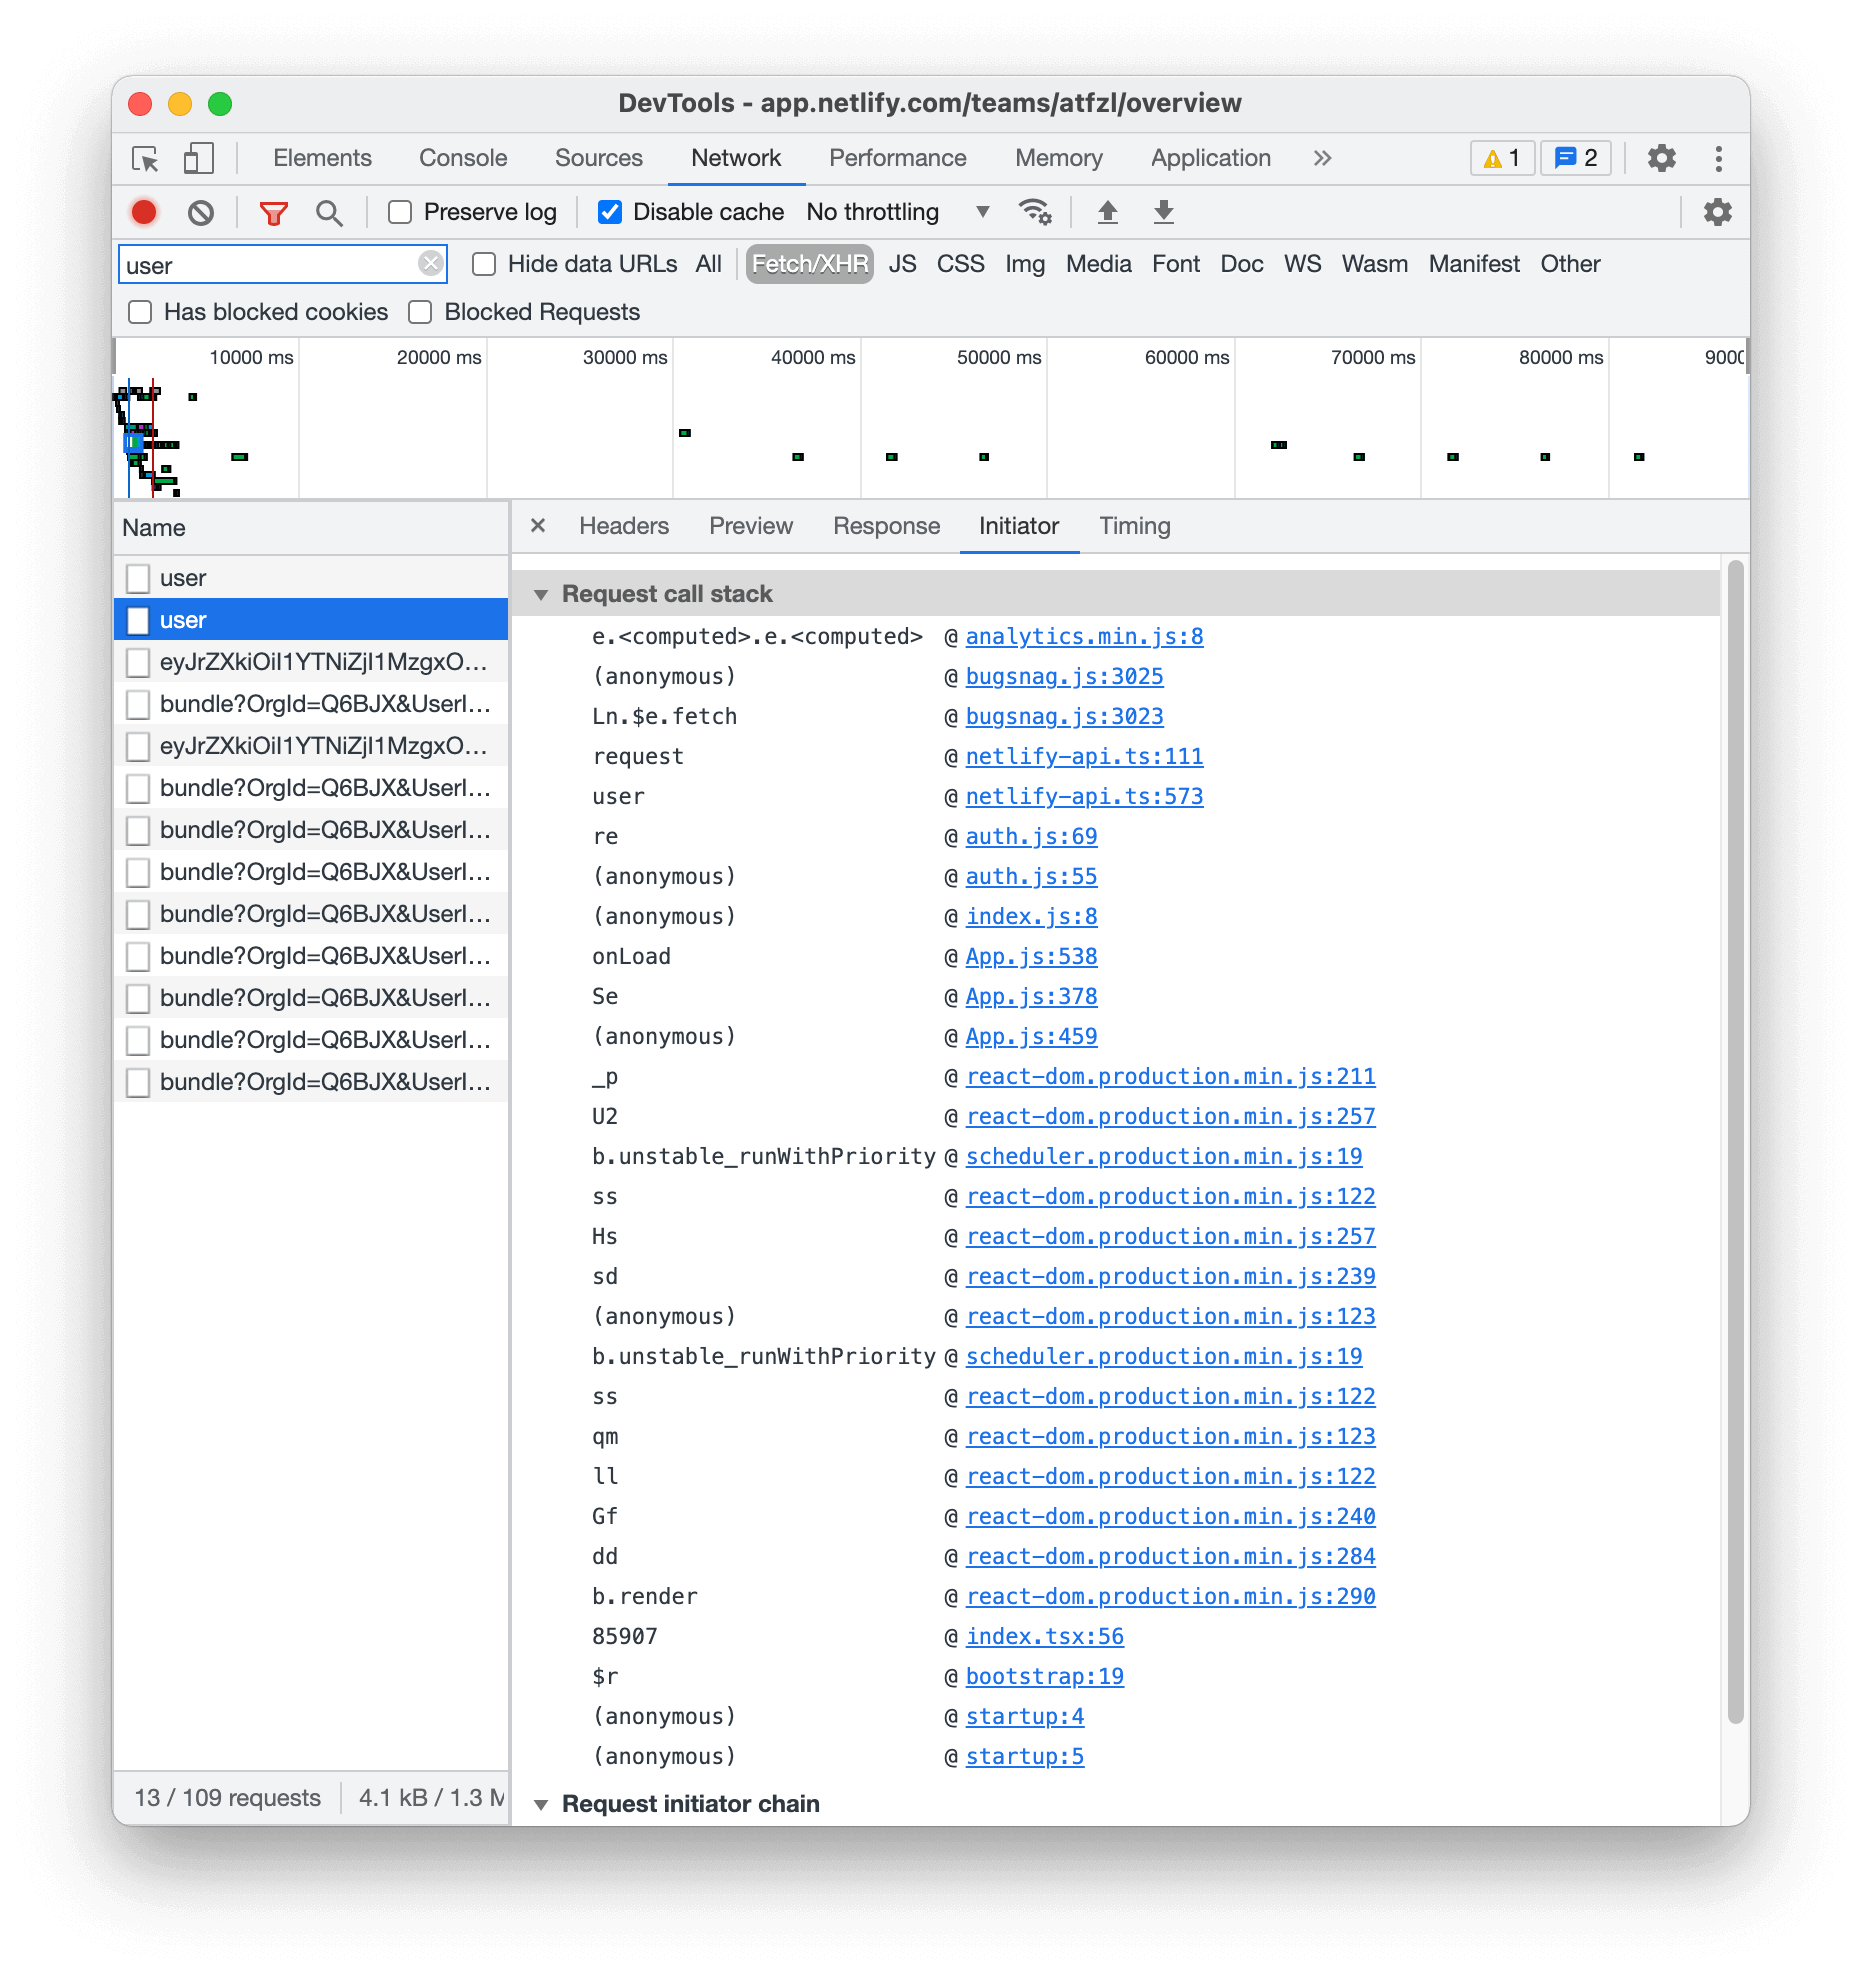 DevTools - app.netlify.com/teams/atfzl/overview
Elements Console Sources Network Performance Memory Application » 1 2
Preserve log Disable cache No throttling
user Hide data URLs All Fetch/XHR JS CSS Img Media Font Doc WS Wasm Manifest Other
Has blocked cookies Blocked Requests
10000 ms 20000 ms 30000 ms 40000 ms 50000 ms 60000 ms 70000 ms 80000 ms
Name
user
user
eyJrZXkiOiI1YTNiZjI1MzgxO…
bundle?OrgId=Q6BJX&UserI…
eyJrZXkiOiI1YTNiZjI1MzgxO…
bundle?OrgId=Q6BJX&UserI…
bundle?OrgId=Q6BJX&UserI…
bundle?OrgId=Q6BJX&UserI…
bundle?OrgId=Q6BJX&UserI…
bundle?OrgId=Q6BJX&UserI…
bundle?OrgId=Q6BJX&UserI…
bundle?OrgId=Q6BJX&UserI…
bundle?OrgId=Q6BJX&UserI…
13 / 109 requests 4.1 kB / 1.3 M
× Headers Preview Response Initiator Timing
Request call stack
e.<computed>.e.<computed> @ analytics.min.js:8
(anonymous) @ bugsnag.js:3025
Ln.$e.fetch @ bugsnag.js:3023
request @ netlify-api.ts:111
user @ netlify-api.ts:573
re @ auth.js:69
(anonymous) @ auth.js:55
(anonymous) @ index.js:8
onLoad @ App.js:538
Se @ App.js:378
(anonymous) @ App.js:459
_p @ react-dom.production.min.js:211
U2 @ react-dom.production.min.js:257
b.unstable_runWithPriority @ scheduler.production.min.js:19
ss @ react-dom.production.min.js:122
Hs @ react-dom.production.min.js:257
sd @ react-dom.production.min.js:239
(anonymous) @ react-dom.production.min.js:123
b.unstable_runWithPriority @ scheduler.production.min.js:19
ss @ react-dom.production.min.js:122
qm @ react-dom.production.min.js:123
ll @ react-dom.production.min.js:122
Gf @ react-dom.production.min.js:240
dd @ react-dom.production.min.js:284
b.render @ react-dom.production.min.js:290
85907 @ index.tsx:56
$r @ bootstrap:19
(anonymous) @ startup:4
(anonymous) @ startup:5
Request initiator chain